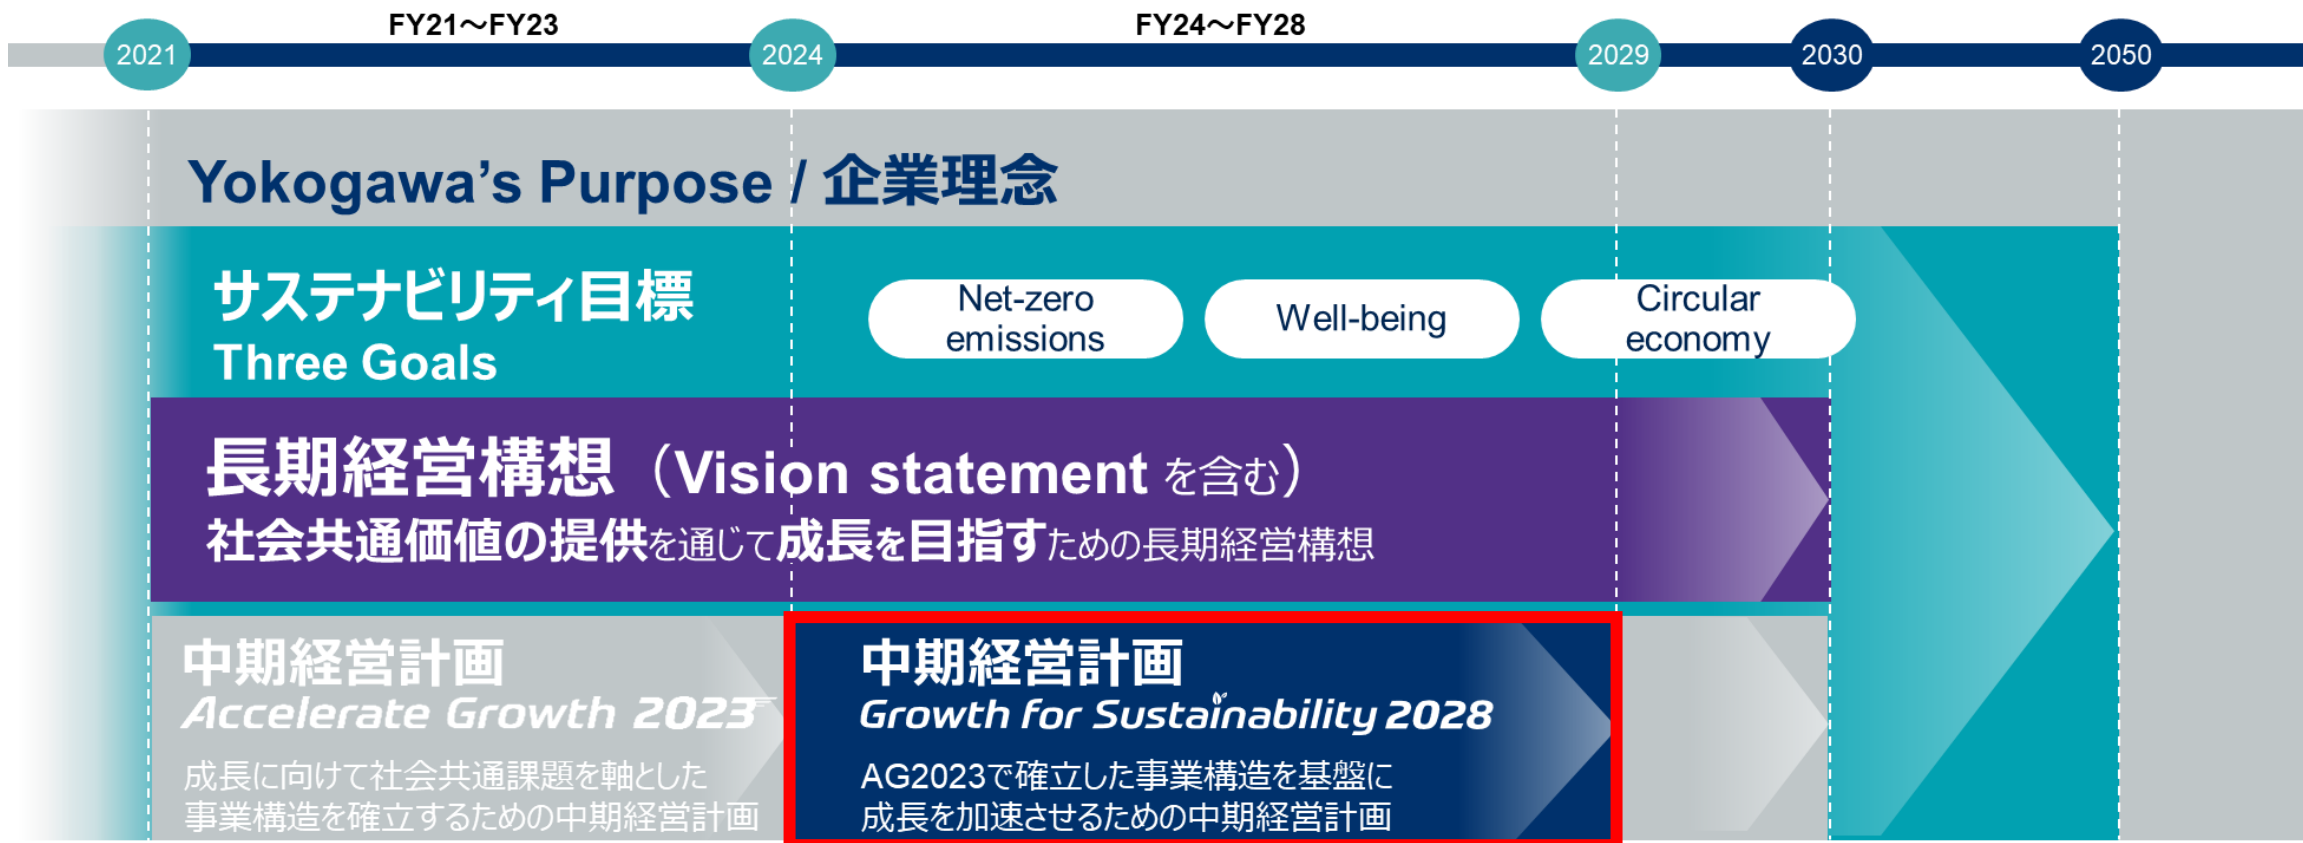 FY21～FY23
FY24～FY28
2021
2024
2029
2030
2050
Yokogawa's Purpose / 企業理念
サステナビリティ目標
Three Goals
Net-zero
emissions
Well-being
Circular
economy
長期経営構想（Vision statement を含む）
社会共通価値の提供を通じて成長を目指すための長期経営構想
中期経営計画
Accelerate Growth 2023
成長に向けて社会共通課題を軸とした
事業構造を確立するための中期経営計画
中期経営計画
Growth for Sustainability 2028
AG2023で確立した事業構造を基盤に
成長を加速させるための中期経営計画